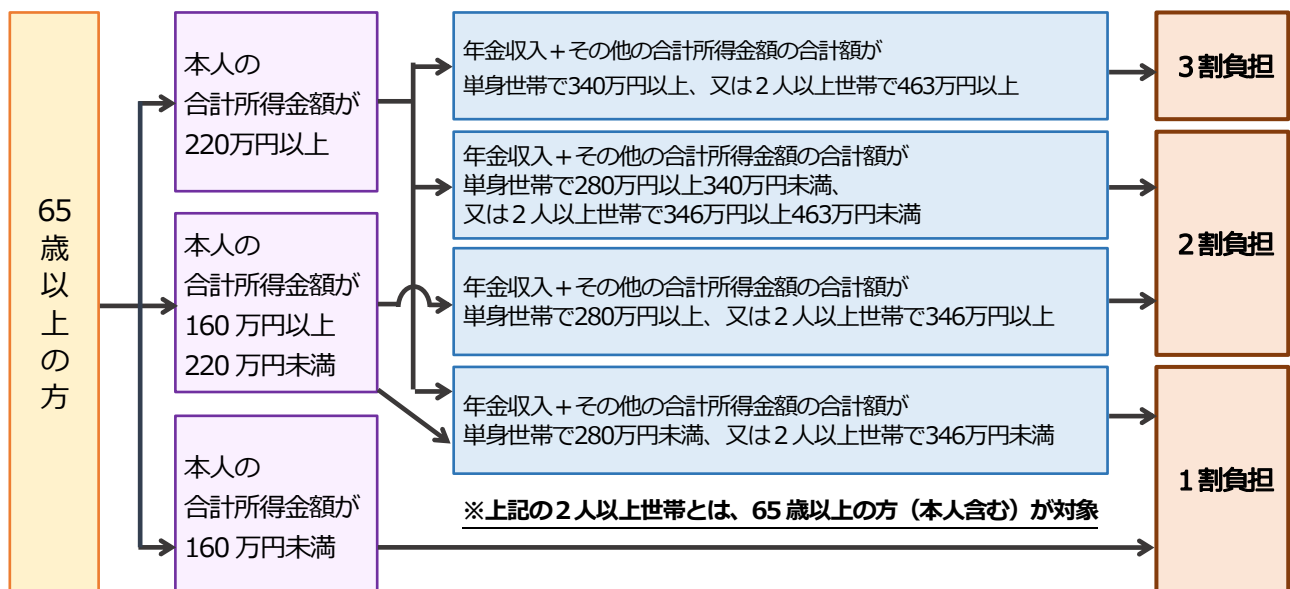 65歳以上の方
本人の
合計所得金額が
220万円以上
本人の
合計所得金額が
160 万円以上
220 万円未満
本人の
合計所得金額が
160 万円未満
年金収入+その他の合計所得金額の合計額が
単身世帯で340万円以上、又は2人以上世帯で463万円以上
年金収入+その他の合計所得金額の合計額が
単身世帯で280万円以上340万円未満、
又は2人以上世帯で346万円以上463万円未満
年金収入+その他の合計所得金額の合計額が
単身世帯で280万円以上、又は2人以上世帯で346万円以上
年金収入+その他の合計所得金額の合計額が
単身世帯で280万円未満、又は2人以上世帯で346万円未満
※上記の2人以上世帯とは、65 歳以上の方（本人含む）が対象
3割負担
2割負担
1割負担